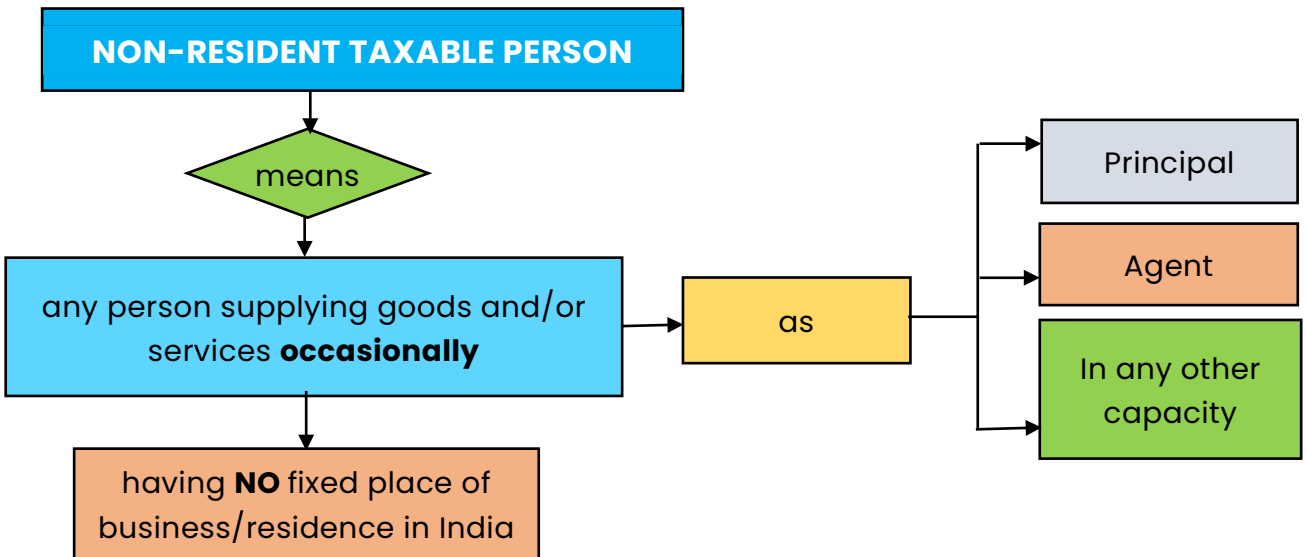 NON-RESIDENT TAXABLE PERSON
means
any person supplying goods and/or
services occasionally
as
Principal
Agent
In any other
capacity
having NO fixed place of
business/residence in India